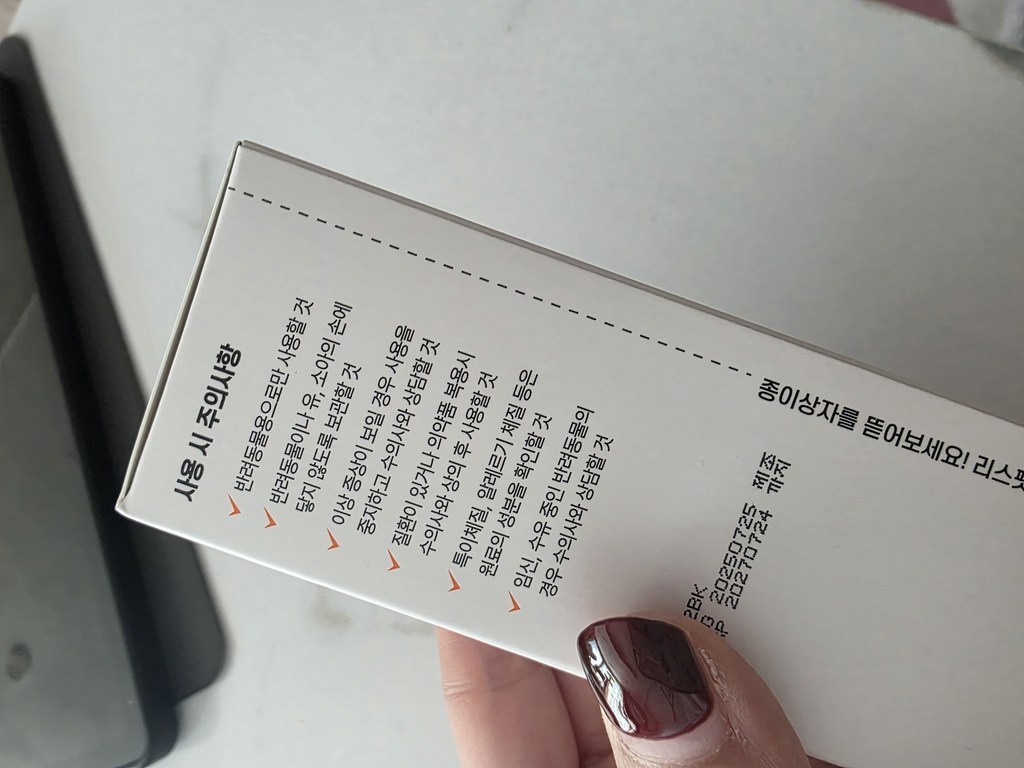 사용 시 주의사항
반려동물용으로만 사용할 것
반려동물이나 유, 소아의 손에
닿지 않도록 보관할 것
이상 증상이 보일 경우 사용을
중지하고 수의사와 상담할 것
질환이 있거나 의약품 복용시
수의사와 상의 후 사용할 것
특이체질, 알레르기 체질 등은
원료의 성분을 확인할 것
임신, 수유 중인 반려동물의
경우 수의사와 상담할 것
2BK
20250725 제조
20270724 까지
종이상자를 뜯어보세요! 리스펫